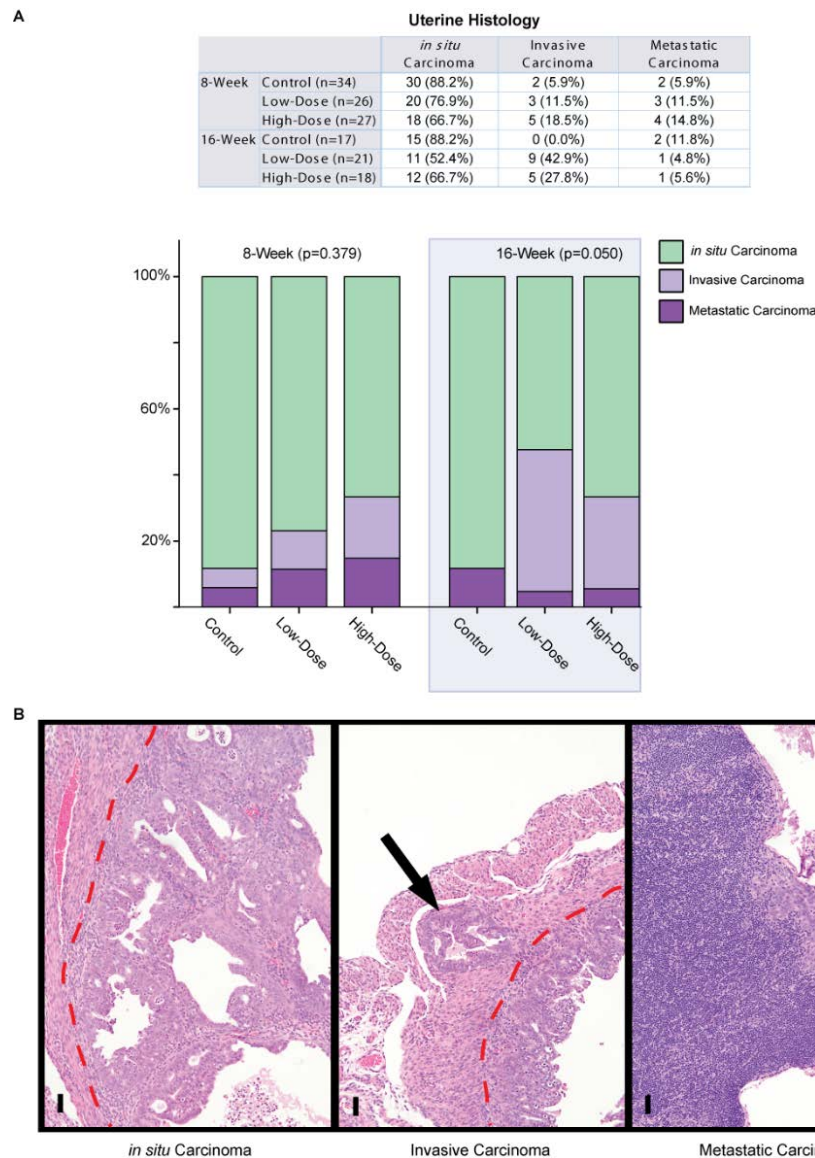 A
Uterine Histology
in situ Carcinoma Invasive Carcinoma Metastatic Carcinoma
8-Week Control (n=34) 30 (88.2%) 2 (5.9%) 2 (5.9%)
Low-Dose (n=26) 20 (76.9%) 3 (11.5%) 3 (11.5%)
High-Dose (n=27) 18 (66.7%) 5 (18.5%) 4 (14.8%)
16-Week Control (n=17) 15 (88.2%) 0 (0.0%) 2 (11.8%)
Low-Dose (n=21) 11 (52.4%) 9 (42.9%) 1 (4.8%)
High-Dose (n=18) 12 (66.7%) 5 (27.8%) 1 (5.6%)
8-Week (p=0.379) 16-Week (p=0.050)
in situ Carcinoma
Invasive Carcinoma
Metastatic Carcinoma
100%
60%
20%
Control Low-Dose High-Dose Control Low-Dose High-Dose
B
in situ Carcinoma Invasive Carcinoma Metastatic Carci